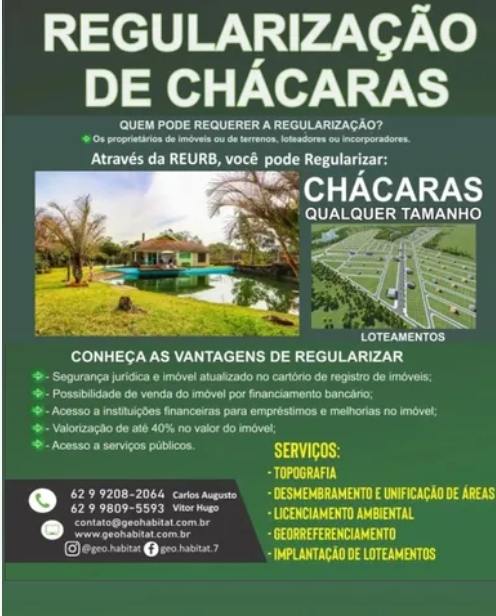 REGULARIZAÇÃO
DE CHÁCARAS
QUEM PODE REQUERER A REGULARIZAÇÃO?
Os proprietários de imóveis ou de terrenos, loteadores ou incorporadores.
Através da REURB, você pode Regularizar:
CHÁCARAS
QUALQUER TAMANHO
LOTEAMENTOS
CONHEÇA AS VANTAGENS DE REGULARIZAR
- Segurança jurídica e imóvel atualizado no cartório de registro de imóveis;
- Possibilidade de venda do imóvel por financiamento bancário;
- Acesso a instituições financeiras para empréstimos e melhorias no imóvel;
- Valorização de até 40% no valor do imóvel;
- Acesso a serviços públicos.
SERVIÇOS:
- TOPOGRAFIA
- DESMEMBRAMENTO E UNIFICAÇÃO DE ÁREAS
- LICENCIAMENTO AMBIENTAL
- GEORREFERENCIAMENTO
- IMPLANTAÇÃO DE LOTEAMENTOS
62 9 9208-2064 Carlos Augusto
62 9 9809-5593 Vitor Hugo
contato@geohabitat.com.br
www.geohabitat.com.br
@geo.habitat geo.habitat.7